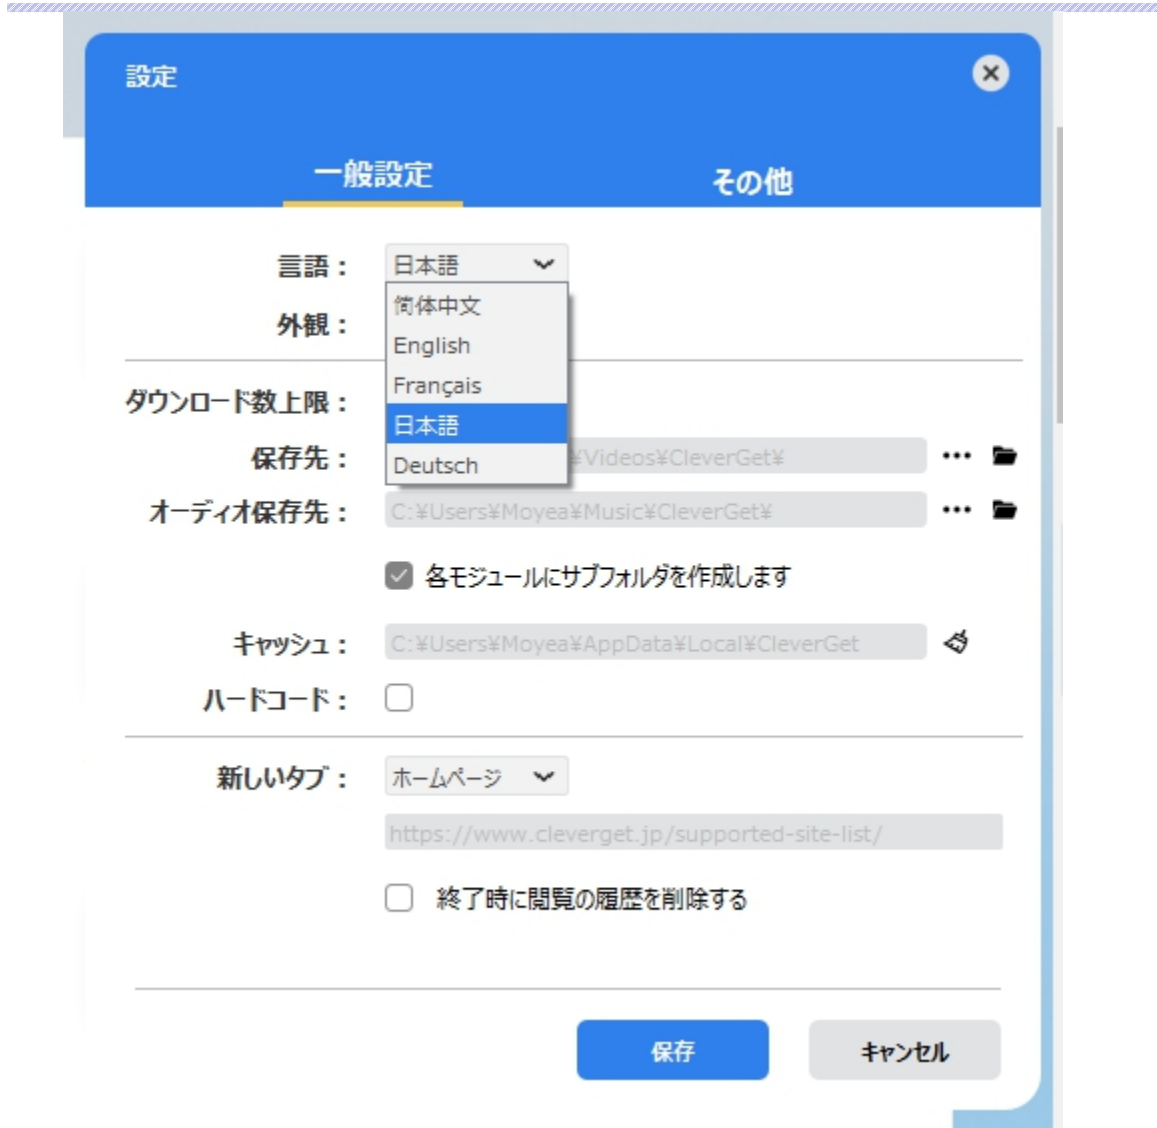 設定
一般設定
その他
言語： 日本語
简体中文
外観：
English
Français
ダウンロード数上限：
日本語
保存先： ¥Videos¥CleverGet¥
Deutsch
オーディオ保存先： C:¥Users¥Moyea¥Music¥CleverGet¥
各モジュールにサブフォルダを作成します
キャッシュ： C:¥Users¥Moyea¥AppData¥Local¥CleverGet
ハードコード：
新しいタブ： ホームページ
https://www.cleverget.jp/supported-site-list/
終了時に閲覧の履歴を削除する
保存 キャンセル